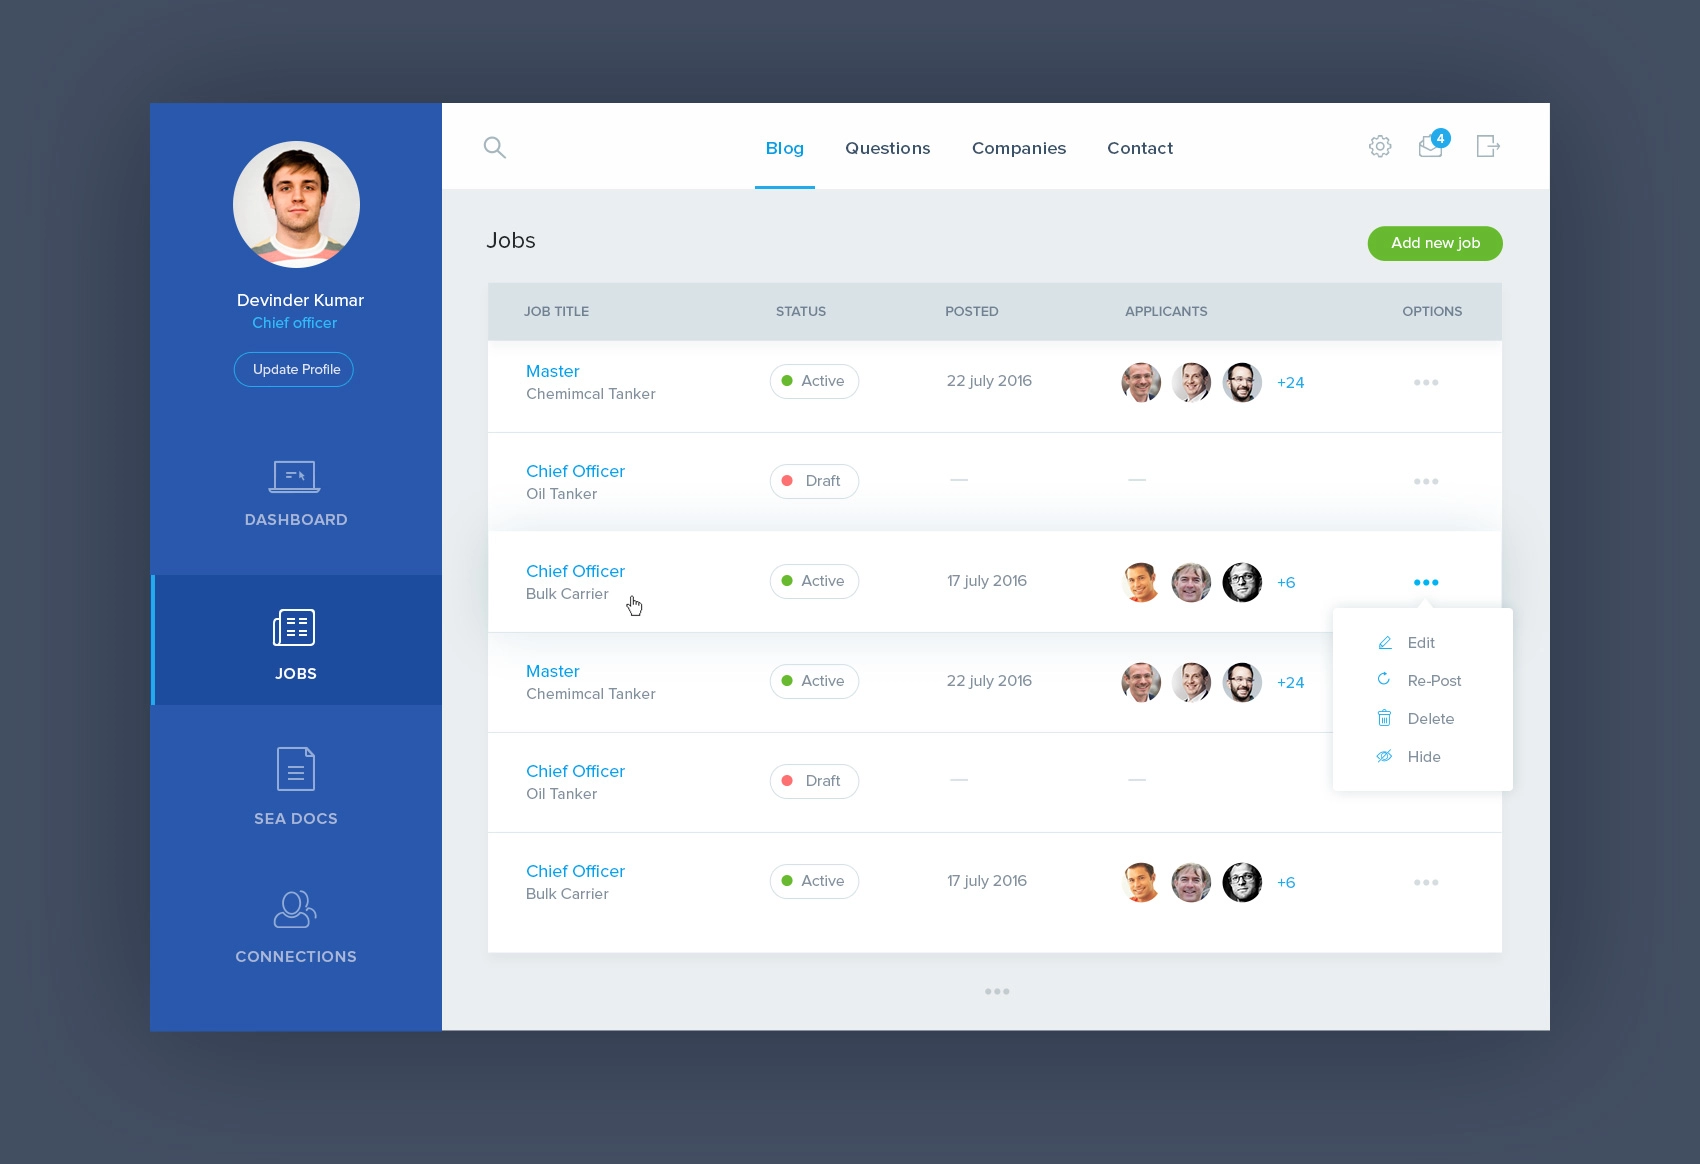 Blog Questions Companies Contact
4
Devinder Kumar
Chief officer
Update Profile
DASHBOARD
JOBS
SEA DOCS
CONNECTIONS
Jobs
Add new job
JOB TITLE STATUS POSTED APPLICANTS OPTIONS
Master
Chemimcal Tanker
Active
22 july 2016
+24
Chief Officer
Oil Tanker
Draft
—
—
Chief Officer
Bulk Carrier
Active
17 july 2016
+6
Edit
Re-Post
Delete
Hide
Master
Chemimcal Tanker
Active
22 july 2016
+24
Chief Officer
Oil Tanker
Draft
—
—
Chief Officer
Bulk Carrier
Active
17 july 2016
+6